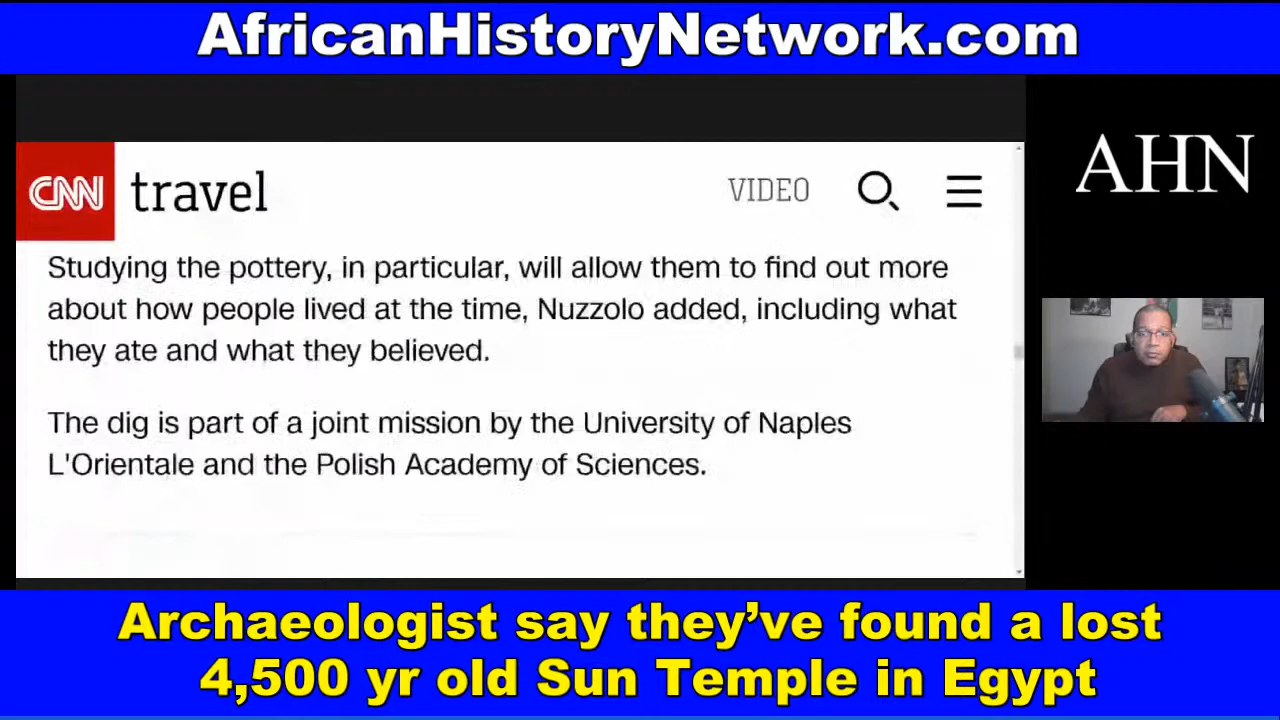 AfricanHistoryNetwork.com
CNN travel VIDEO
AHN
Studying the pottery, in particular, will allow them to find out more
about how people lived at the time, Nuzzolo added, including what
they ate and what they believed.
The dig is part of a joint mission by the University of Naples
L'Orientale and the Polish Academy of Sciences.
Archaeologist say they’ve found a lost
4,500 yr old Sun Temple in Egypt